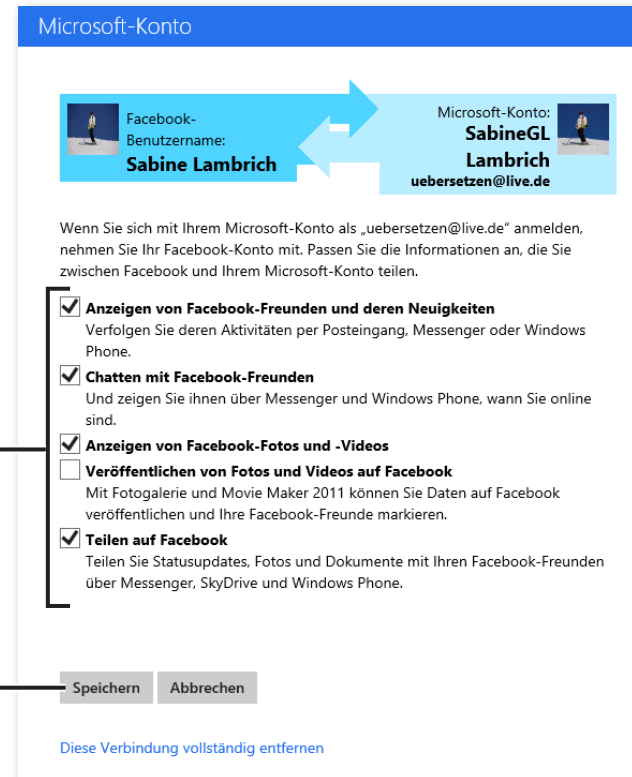 Microsoft-Konto
Facebook-
Benutzername:
Sabine Lambrich
Microsoft-Konto:
SabineGL
Lambrich
uebersetzen@live.de
Wenn Sie sich mit Ihrem Microsoft-Konto als „uebersetzen@live.de" anmelden,
nehmen Sie Ihr Facebook-Konto mit. Passen Sie die Informationen an, die Sie
zwischen Facebook und Ihrem Microsoft-Konto teilen.
Anzeigen von Facebook-Freunden und deren Neuigkeiten
Verfolgen Sie deren Aktivitäten per Posteingang, Messenger oder Windows
Phone.
Chatten mit Facebook-Freunden
Und zeigen Sie ihnen über Messenger und Windows Phone, wann Sie online
sind.
Anzeigen von Facebook-Fotos und -Videos
Veröffentlichen von Fotos und Videos auf Facebook
Mit Fotogalerie und Movie Maker 2011 können Sie Daten auf Facebook
veröffentlichen und Ihre Facebook-Freunde markieren.
Teilen auf Facebook
Teilen Sie Statusupdates, Fotos und Dokumente mit Ihren Facebook-Freunden
über Messenger, SkyDrive und Windows Phone.
Speichern Abbrechen
Diese Verbindung vollständig entfernen